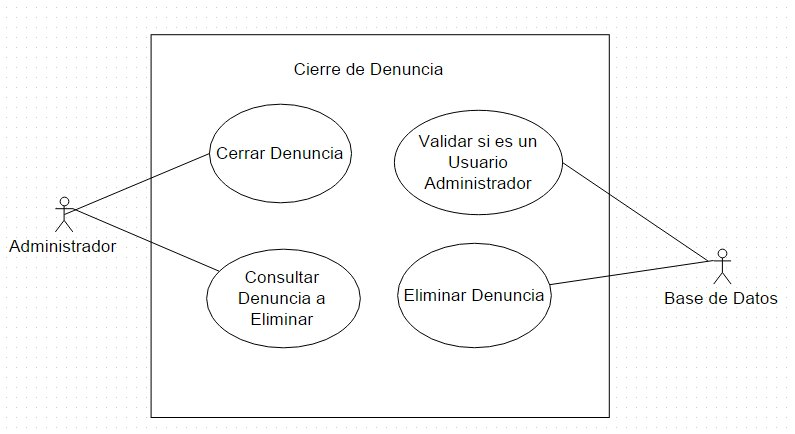 Cierre de Denuncia
Cerrar Denuncia
Validar si es un
Usuario
Administrador
Administrador
Consultar
Denuncia a
Eliminar
Eliminar Denuncia
Base de Datos